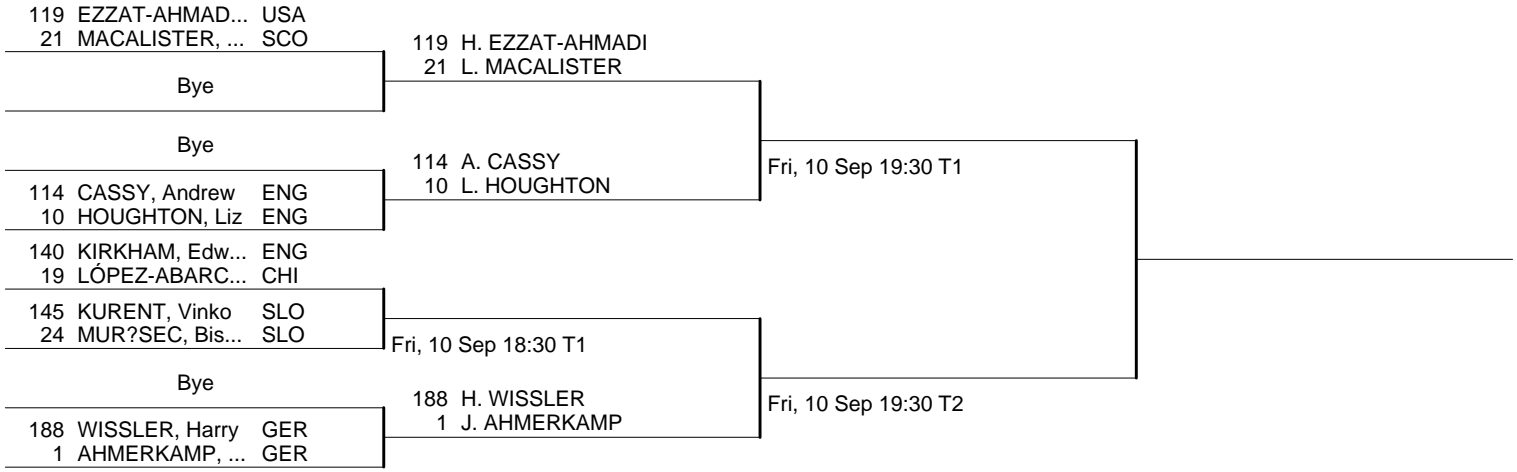 119 EZZAT-AHMAD... USA
21 MACALISTER, ... SCO
Bye
Bye
114 CASSY, Andrew ENG
10 HOUGHTON, Liz ENG
140 KIRKHAM, Edw... ENG
19 LÓPEZ-ABARC... CHI
145 KURENT, Vinko SLO
24 MUR?SEC, Bis... SLO
Bye
188 WISSLER, Harry GER
1 AHMERKAMP, ... GER
119 H. EZZAT-AHMADI
21 L. MACALISTER
114 A. CASSY
10 L. HOUGHTON
Fri, 10 Sep 18:30 T1
188 H. WISSLER
1 J. AHMERKAMP
Fri, 10 Sep 19:30 T1
Fri, 10 Sep 19:30 T2